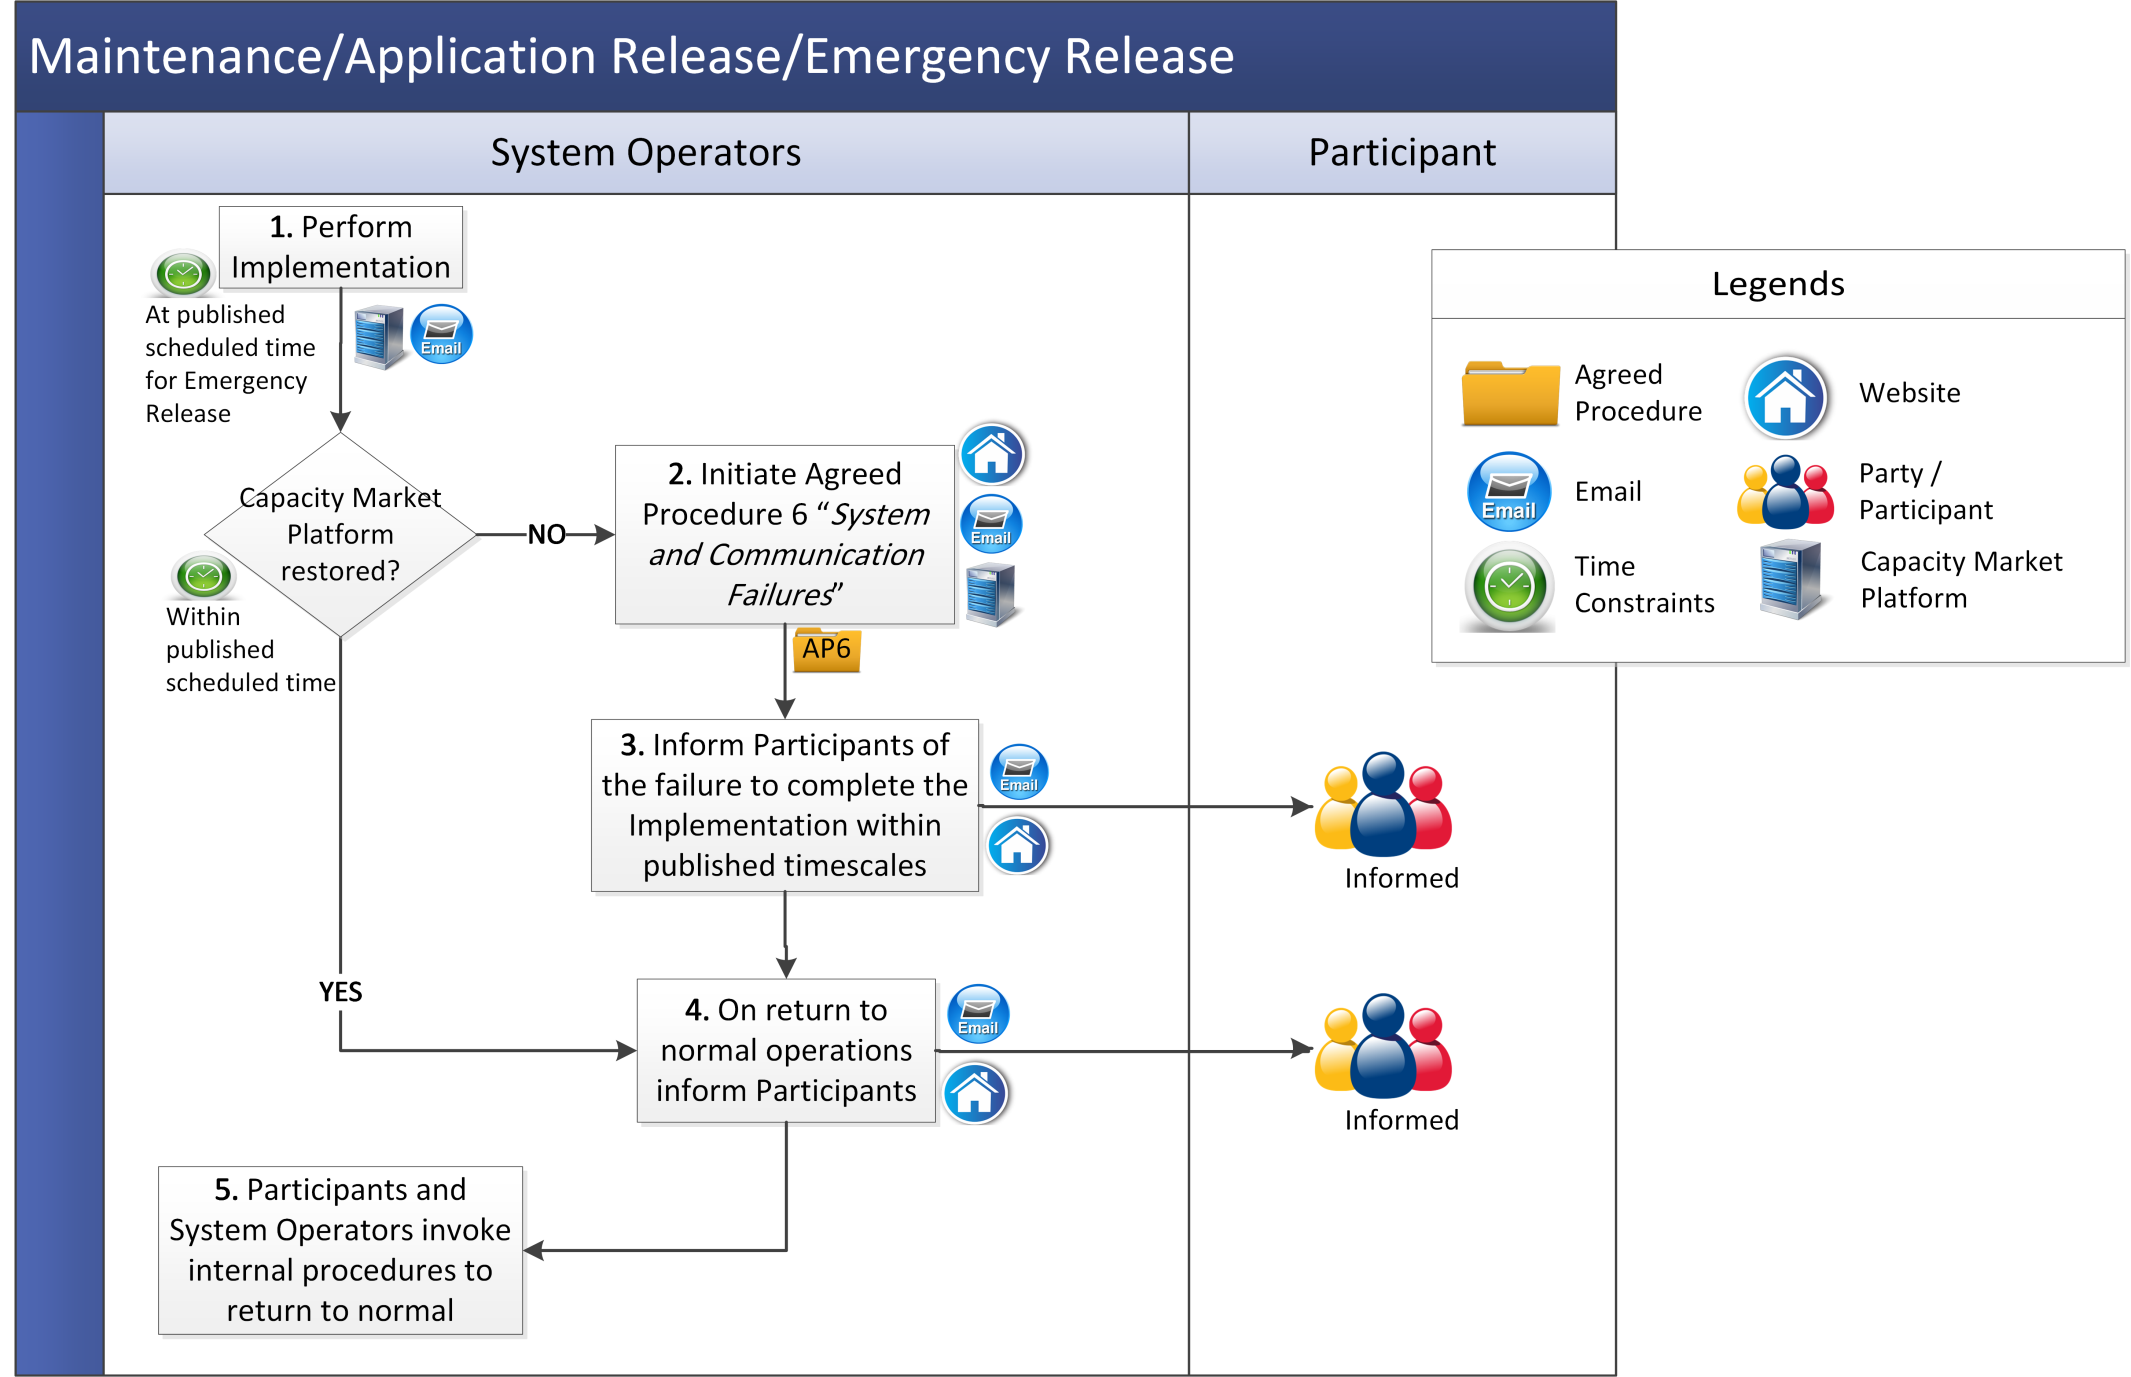 Maintenance/Application Release/Emergency Release
System Operators
Participant
1. Perform
Implementation
At published
scheduled time
for Emergency
Release
Email
Capacity Market
Platform
restored?
Within
published
scheduled time
NO
YES
2. Initiate Agreed
Procedure 6 “System
and Communication
Failures”
Email
AP6
3. Inform Participants of
the failure to complete the
Implementation within
published timescales
Email
Informed
4. On return to
normal operations
inform Participants
Email
Informed
5. Participants and
System Operators invoke
internal procedures to
return to normal
Legends
Agreed
Procedure
Website
Email
Email
Party /
Participant
Time
Constraints
Capacity Market
Platform